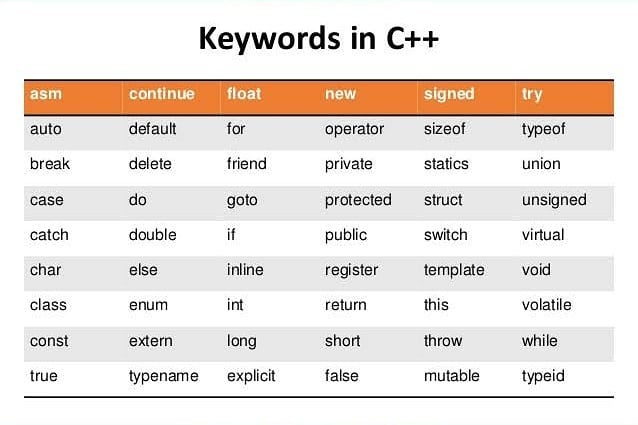 Keywords in C++
asm continue float new signed try
auto default for operator sizeof typeof
break delete friend private statics union
case do goto protected struct unsigned
catch double if public switch virtual
char else inline register template void
class enum int return this volatile
const extern long short throw while
true typename explicit false mutable typeid